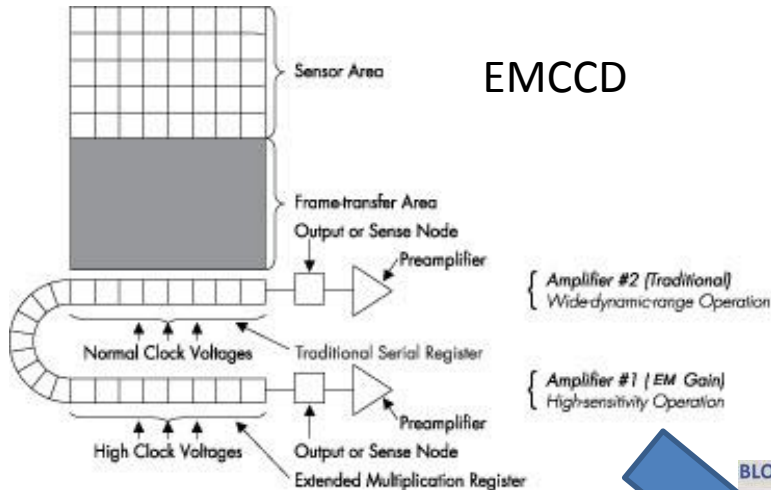 EMCCD
Sensor Area
Frame-transfer Area
Output or Sense Node
Preamplifier
{ Amplifier #2 (Traditional)
Wide-dynamic-range Operation
Normal Clock Voltages
Traditional Serial Register
{ Amplifier #1 ( EM Gain)
High-sensitivity Operation
Preamplifier
High Clock Voltages
Output or Sense Node
Extended Multiplication Register
BLO